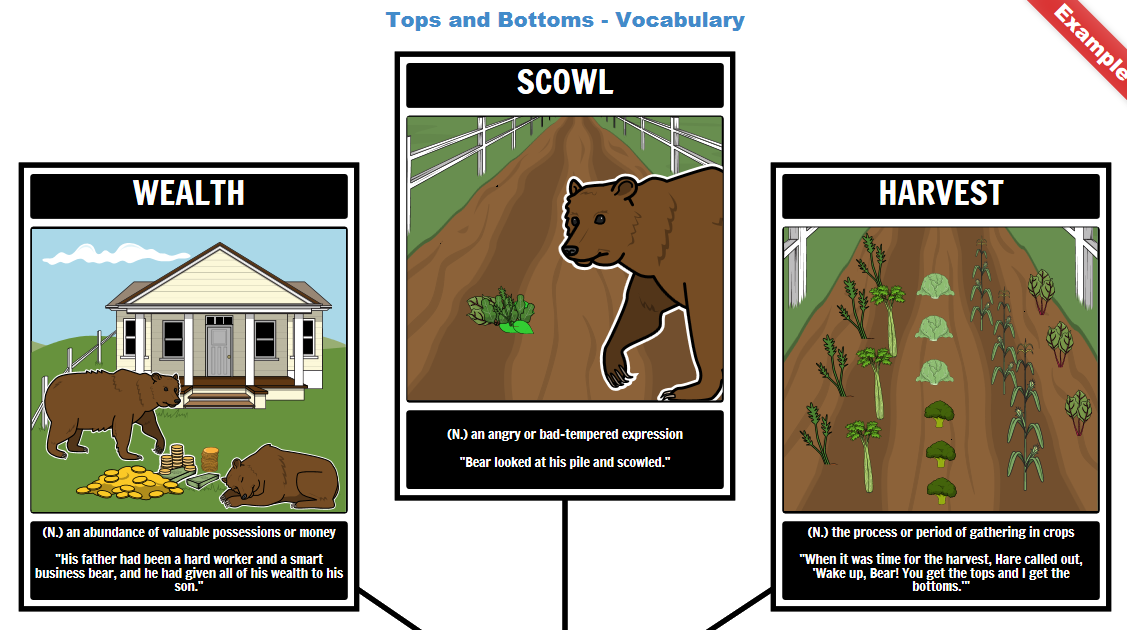 Tops and Bottoms - Vocabulary
Example
WEALTH
(N.) an abundance of valuable possessions or money
"His father had been a hard worker and a smart
business bear, and he had given all of his wealth to his
son."
SCOWL
(N.) an angry or bad-tempered expression
"Bear looked at his pile and scowled."
HARVEST
(N.) the process or period of gathering in crops
"When it was time for the harvest, Hare called out,
'Wake up, Bear! You get the tops and I get the
bottoms.'"